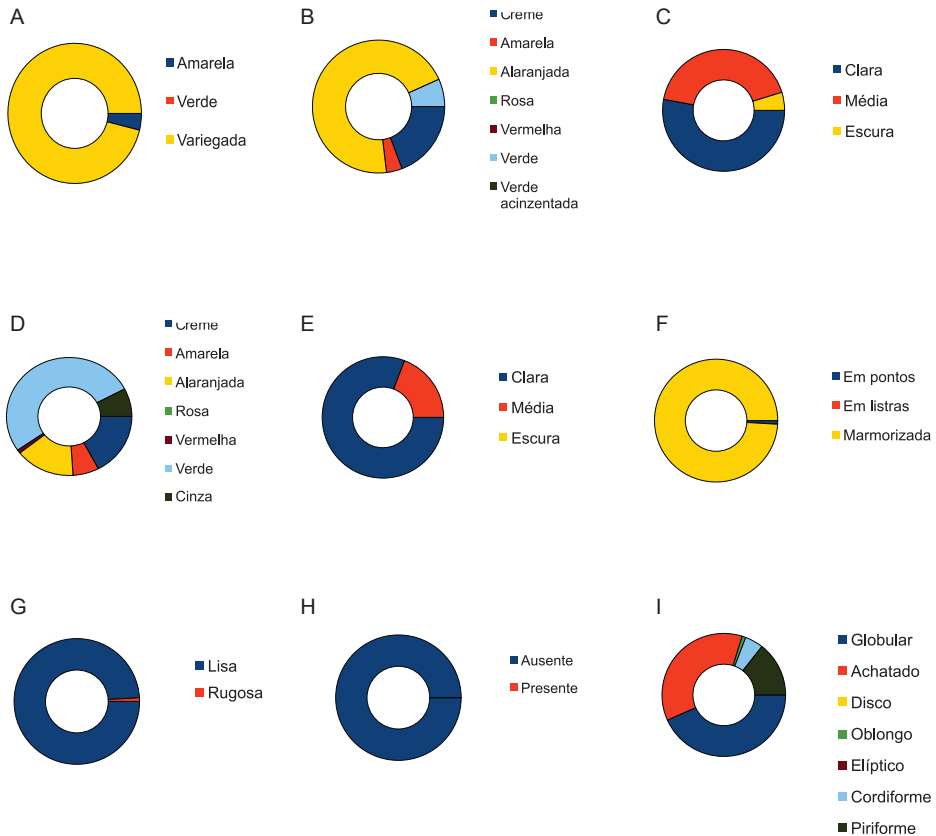 A
Amarela
Verde
Variegada
B
Creme
Amarela
Alaranjada
Rosa
Vermelha
Verde
Verde
acinzentada
C
Clara
Média
Escura
D
Creme
Amarela
Alaranjada
Rosa
Vermelha
Verde
Cinza
E
Clara
Média
Escura
F
Em pontos
Em listras
Marmorizada
G
Lisa
Rugosa
H
Ausente
Presente
I
Globular
Achatado
Disco
Oblongo
Elíptico
Cordiforme
Piriforme